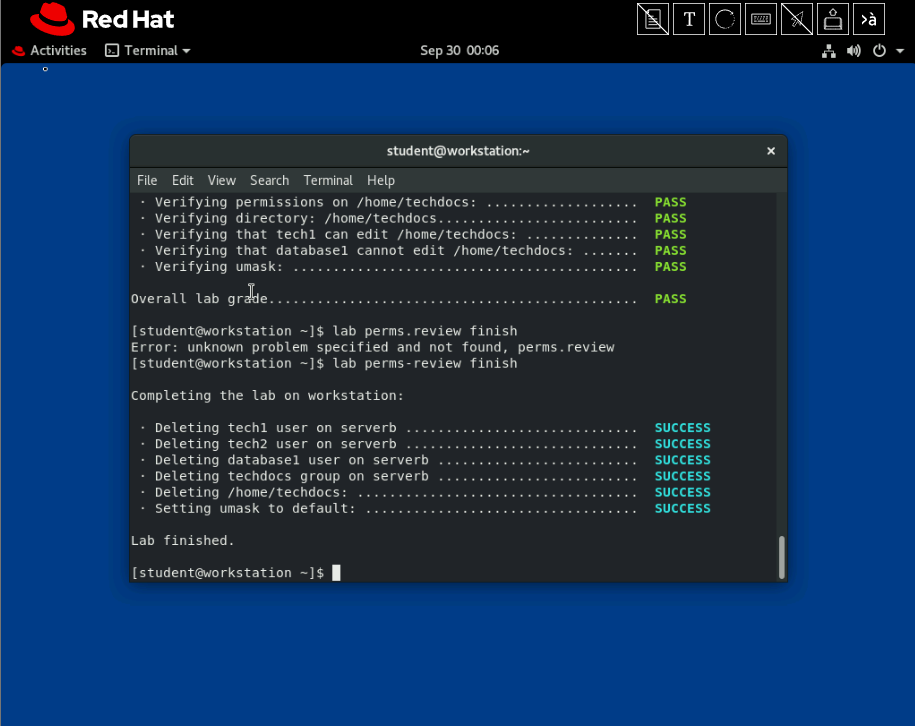 Red Hat
T
>à
Activities Terminal Sep 30 00:06
student@workstation:~ ×
File Edit View Search Terminal Help
· Verifying permissions on /home/techdocs: ................... PASS
· Verifying directory: /home/techdocs......................... PASS
· Verifying that tech1 can edit /home/techdocs: .............. PASS
· Verifying that database1 cannot edit /home/techdocs: ....... PASS
· Verifying umask: ........................................... PASS
Overall lab grade.............................................. PASS
[student@workstation ~]$ lab perms.review finish
Error: unknown problem specified and not found, perms.review
[student@workstation ~]$ lab perms-review finish
Completing the lab on workstation:
· Deleting tech1 user on serverb ............................. SUCCESS
· Deleting tech2 user on serverb ............................. SUCCESS
· Deleting database1 user on serverb ......................... SUCCESS
· Deleting techdocs group on serverb ......................... SUCCESS
· Deleting /home/techdocs: ................................... SUCCESS
· Setting umask to default: .................................. SUCCESS
Lab finished.
[student@workstation ~]$